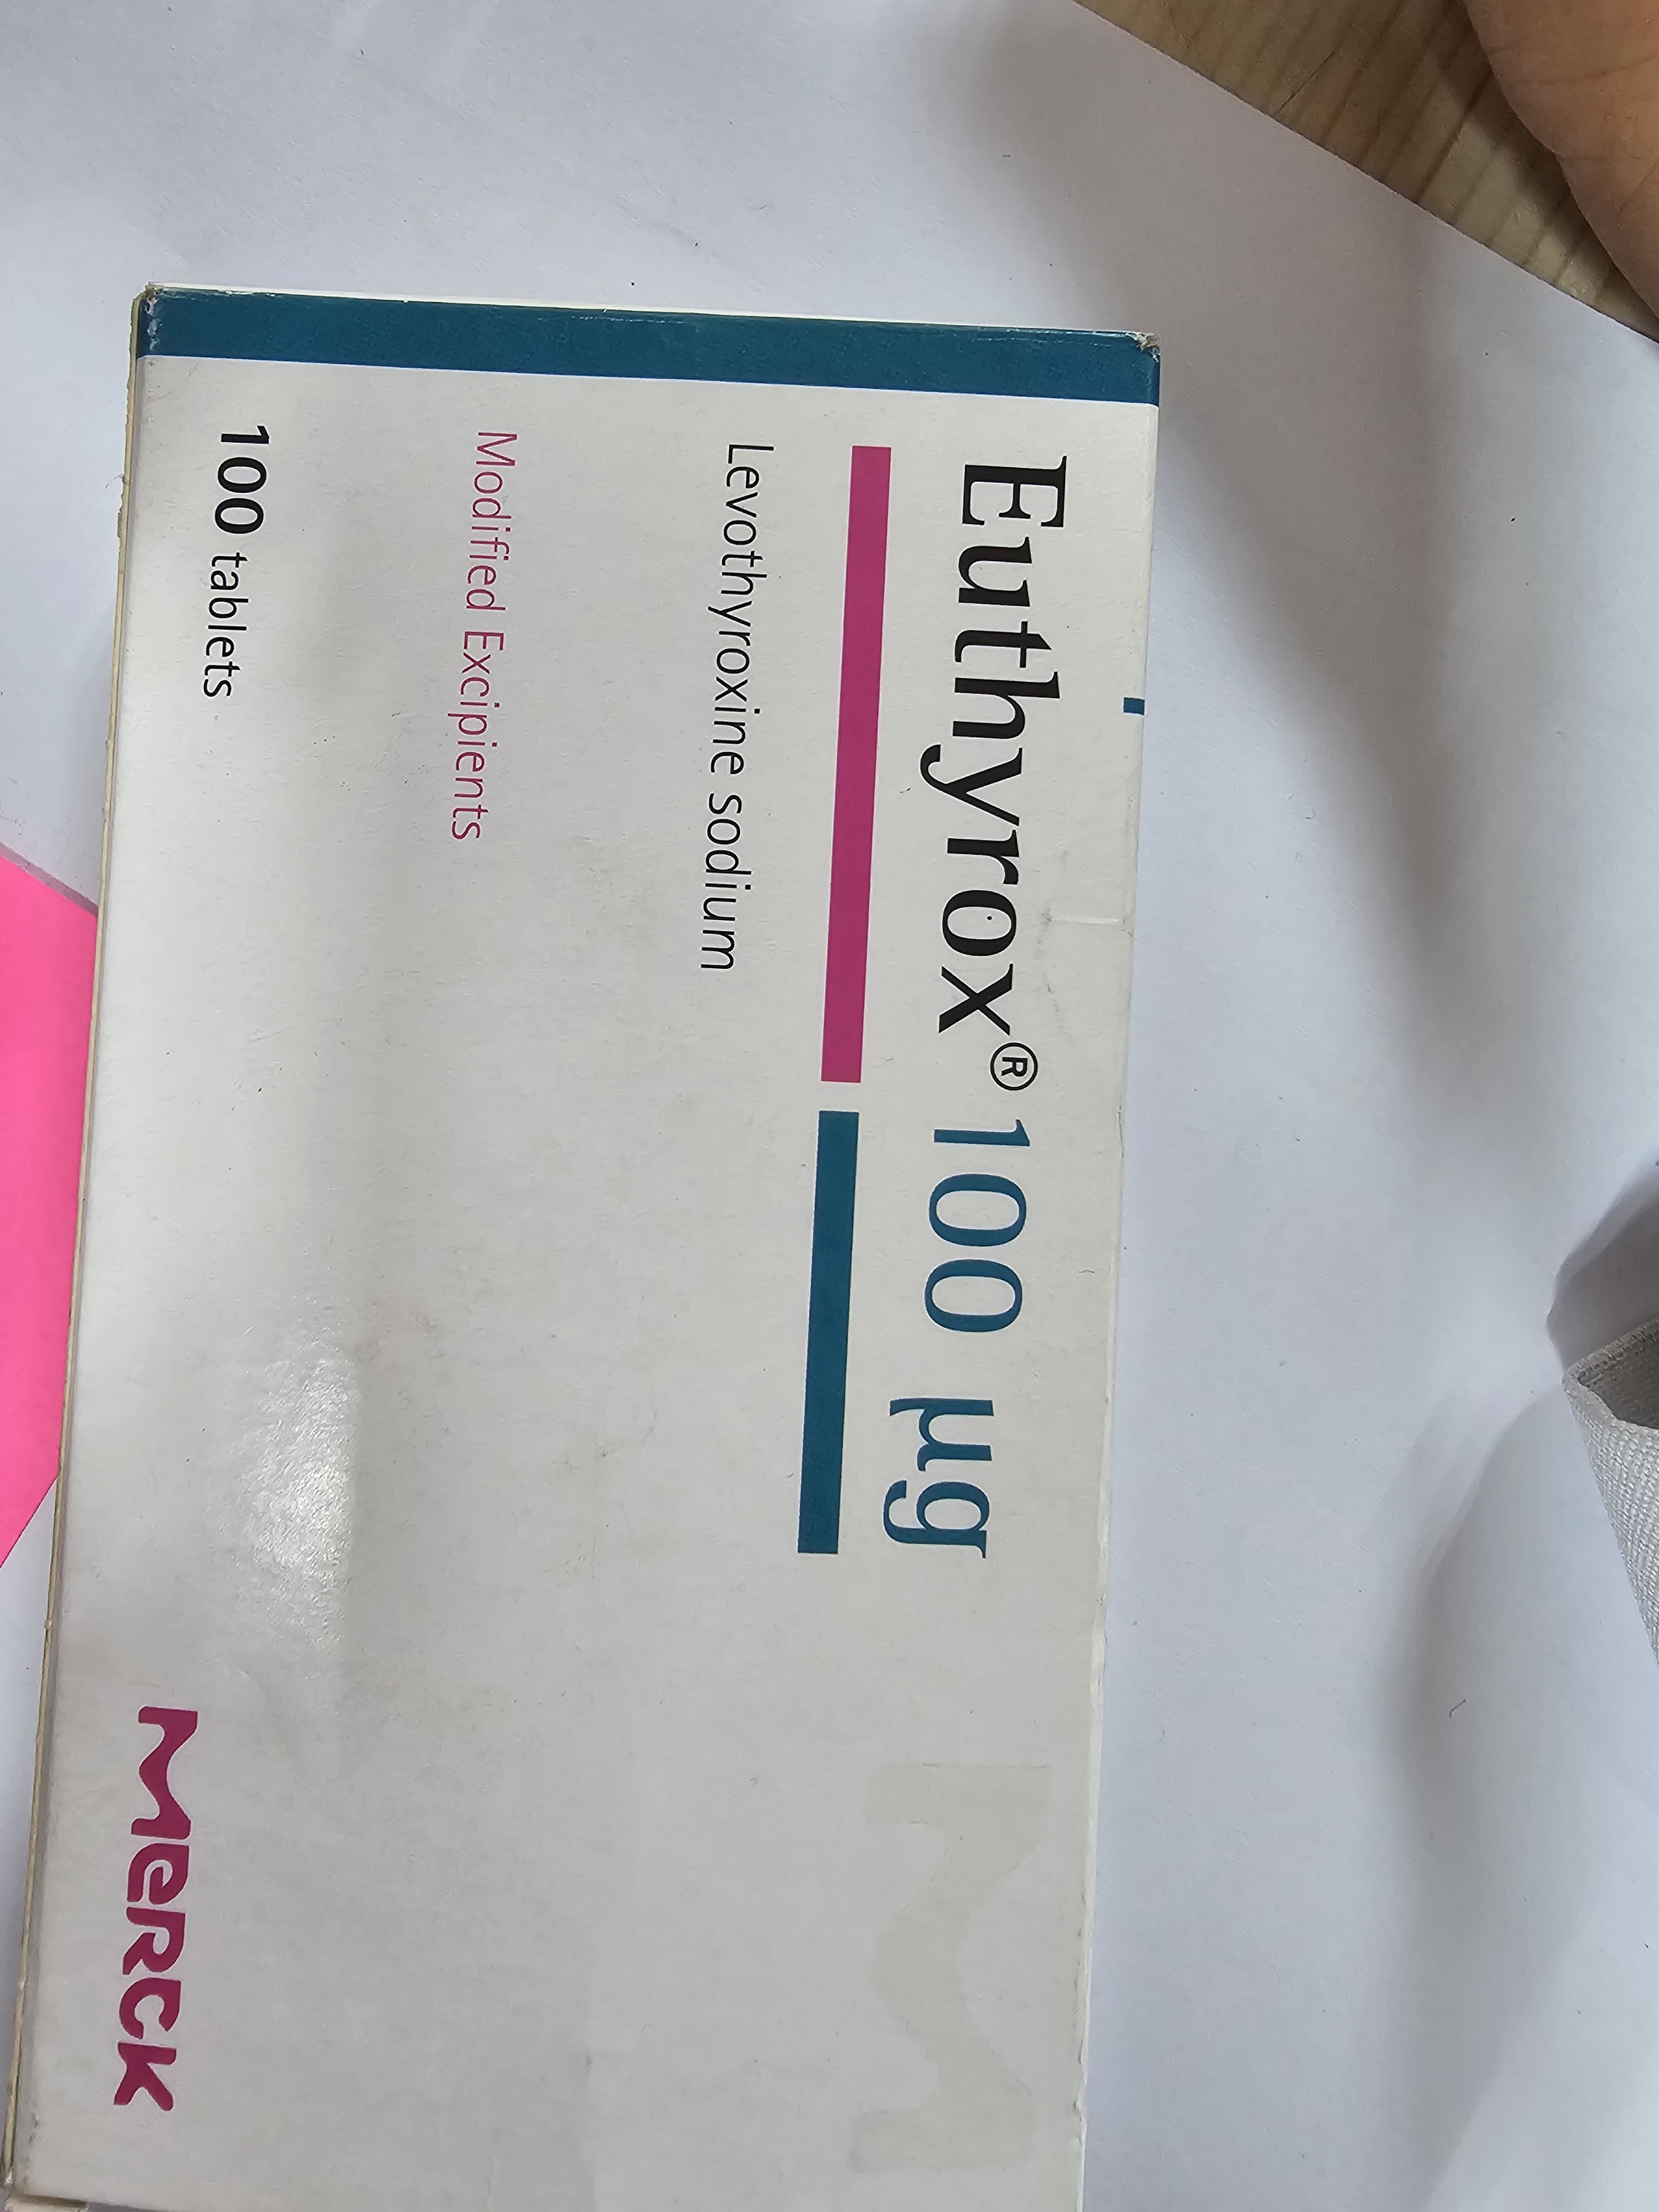 Euthyrox® 100 µg
Levothyroxine sodium
Modified Excipients
100 tablets
Merck